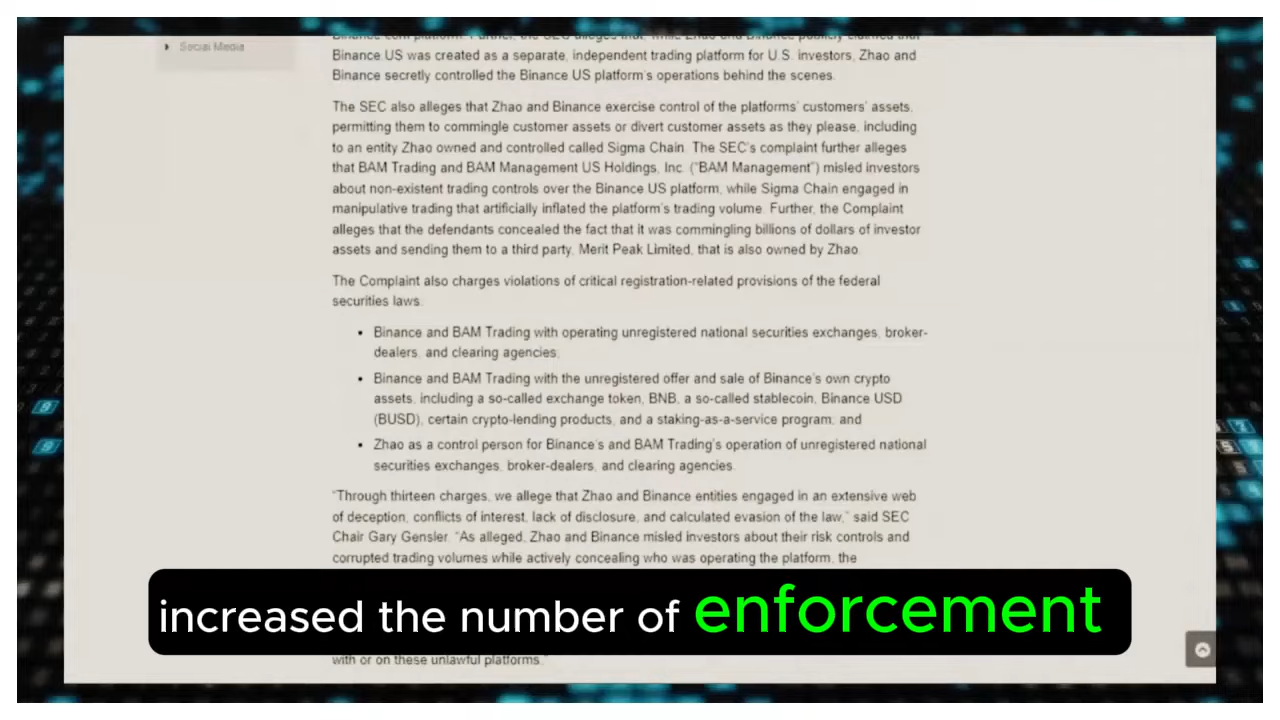 Social Media
Binance.com platform. Further, the SEC alleges that, while Zhao and Binance publicly claimed that
Binance.US was created as a separate, independent trading platform for U.S. investors, Zhao and
Binance secretly controlled the Binance US platform's operations behind the scenes.
The SEC also alleges that Zhao and Binance exercise control of the platforms' customers' assets,
permitting them to commingle customer assets or divert customer assets as they please, including
to an entity Zhao owned and controlled called Sigma Chain. The SEC's complaint further alleges
that BAM Trading and BAM Management US Holdings, Inc. ("BAM Management") misled investors
about non-existent trading controls over the Binance US platform, while Sigma Chain engaged in
manipulative trading that artificially inflated the platform's trading volume. Further, the Complaint
alleges that the defendants concealed the fact that it was commingling billions of dollars of investor
assets and sending them to a third party, Merit Peak Limited, that is also owned by Zhao.
The Complaint also charges violations of critical registration-related provisions of the federal
securities laws.
• Binance and BAM Trading with operating unregistered national securities exchanges, broker-
dealers, and clearing agencies;
• Binance and BAM Trading with the unregistered offer and sale of Binance's own crypto
assets, including a so-called exchange token, BNB, a so-called stablecoin, Binance USD
(BUSD), certain crypto-lending products, and a staking-as-a-service program; and
• Zhao as a control person for Binance's and BAM Trading's operation of unregistered national
securities exchanges, broker-dealers, and clearing agencies.
"Through thirteen charges, we allege that Zhao and Binance entities engaged in an extensive web
of deception, conflicts of interest, lack of disclosure, and calculated evasion of the law," said SEC
Chair Gary Gensler. "As alleged, Zhao and Binance misled investors about their risk controls and
corrupted trading volumes while actively concealing who was operating the platform, the
increased the number of enforcement
with or on these unlawful platforms."